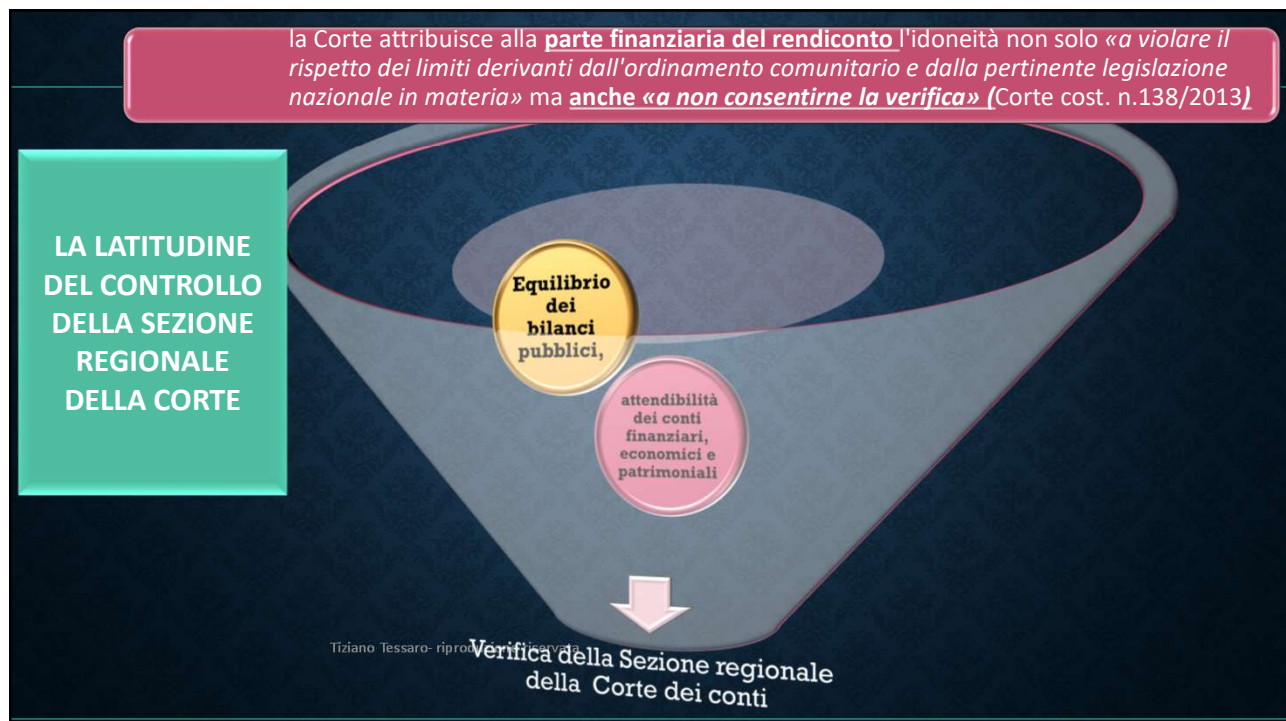 la Corte attribuisce alla parte finanziaria del rendiconto l'idoneità non solo «a violare il
rispetto dei limiti derivanti dall'ordinamento comunitario e dalla pertinente legislazione
nazionale in materia» ma anche «a non consentirne la verifica» (Corte cost. n.138/2013)
LA LATITUDINE
DEL CONTROLLO
DELLA SEZIONE
REGIONALE
DELLA CORTE
Equilibrio
dei
bilanci
pubblici,
attendibilità
dei conti
finanziari,
economici e
patrimoniali
Tiziano Tessaro- riproduzione riservata
Verifica della Sezione regionale
della Corte dei conti